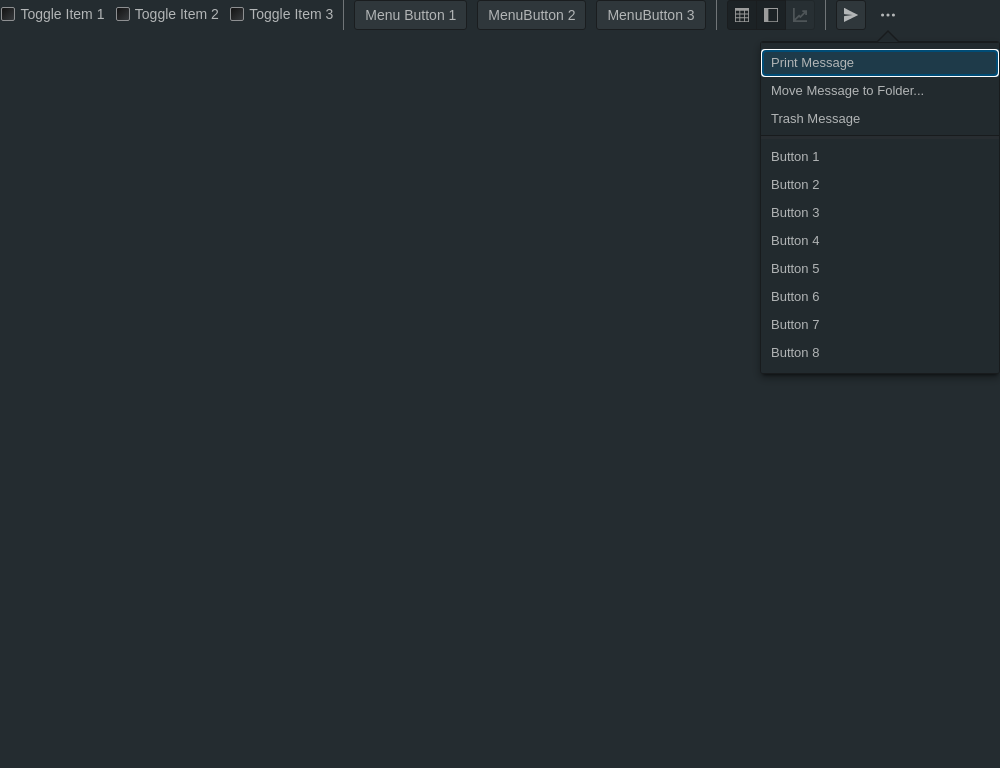 Toggle Item 1 Toggle Item 2 Toggle Item 3 Menu Button 1 MenuButton 2 MenuButton 3
Print Message
Move Message to Folder...
Trash Message
Button 1
Button 2
Button 3
Button 4
Button 5
Button 6
Button 7
Button 8